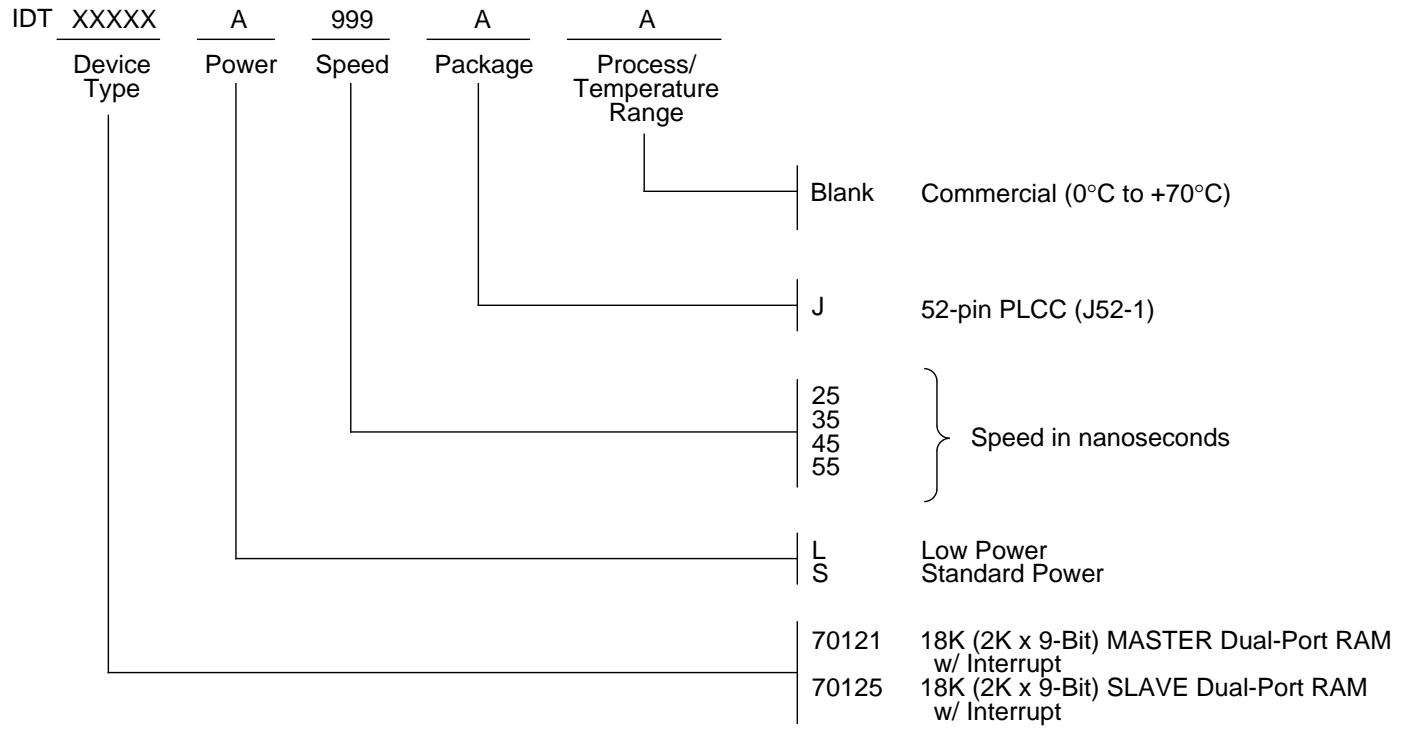 IDT XXXXX A 999 A A
Device Type Power Speed Package Process/ Temperature Range
Blank Commercial (0°C to +70°C)
J 52-pin PLCC (J52-1)
25
35
45
55
Speed in nanoseconds
L Low Power
S Standard Power
70121 18K (2K x 9-Bit) MASTER Dual-Port RAM
w/ Interrupt
70125 18K (2K x 9-Bit) SLAVE Dual-Port RAM
w/ Interrupt